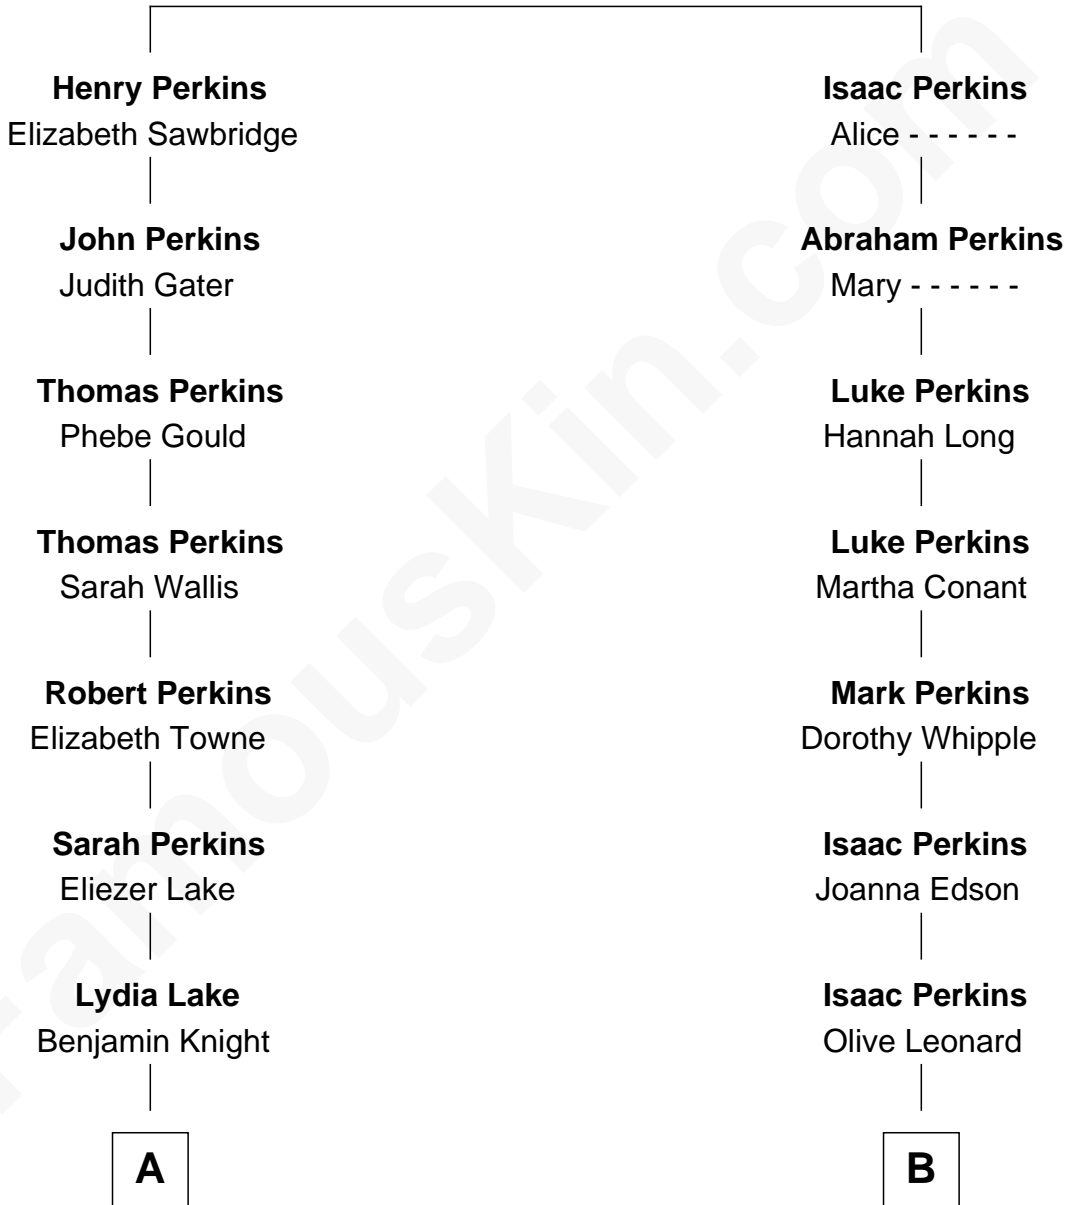 Henry Perkins
Elizabeth Sawbridge
John Perkins
Judith Gater
Thomas Perkins
Phebe Gould
Thomas Perkins
Sarah Wallis
Robert Perkins
Elizabeth Towne
Sarah Perkins
Eliezer Lake
Lydia Lake
Benjamin Knight
A
Isaac Perkins
Alice - - - - - -
Abraham Perkins
Mary - - - - - -
Luke Perkins
Hannah Long
Luke Perkins
Martha Conant
Mark Perkins
Dorothy Whipple
Isaac Perkins
Joanna Edson
Isaac Perkins
Olive Leonard
B
FamousKin.com